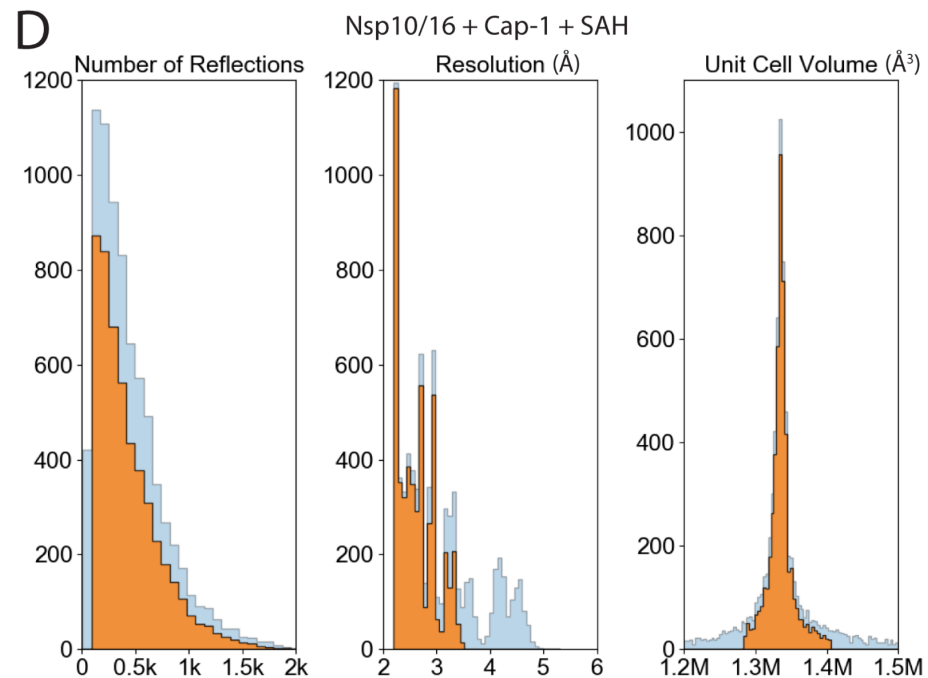 D
Nsp10/16 + Cap-1 + SAH
Number of Reflections
1200
1000
800
600
400
200
0
0 0.5k 1k 1.5k 2k
Resolution (Å)
1200
1000
800
600
400
200
0
2 3 4 5 6
Unit Cell Volume (Å³)
1000
800
600
400
200
0
1.2M 1.3M 1.4M 1.5M